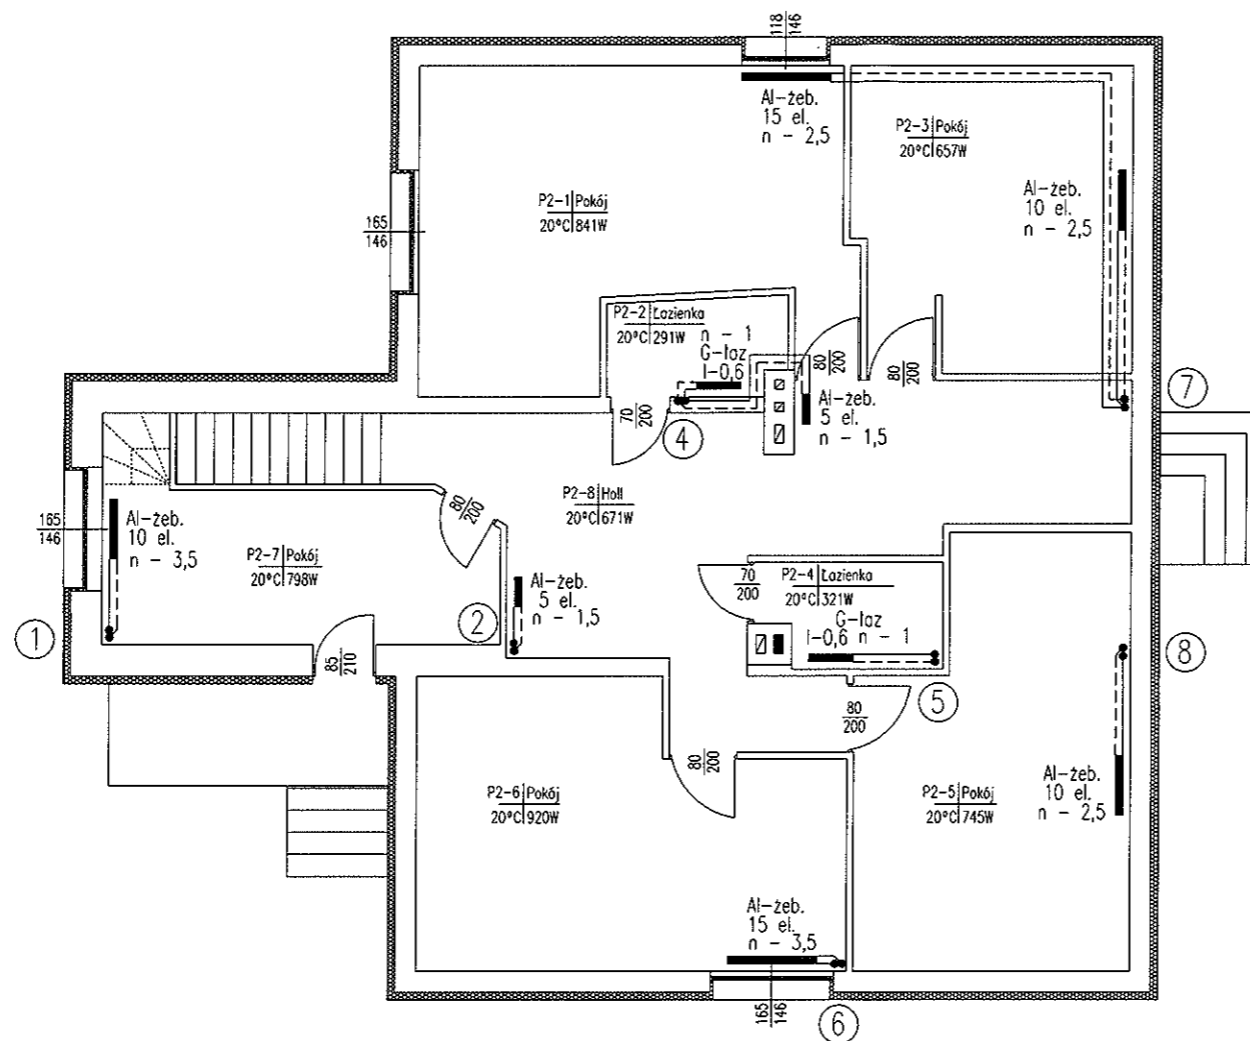 118
146
Al-żeb.
15 el.
n - 2,5
P2-3 Pokój
20°C 657W
Al-żeb.
10 el.
n - 2,5
P2-1 Pokój
20°C 841W
165
146
P2-2 Łazienka
20°C 291W
n - 1
G-łaz
l-0,6
80
200
80
200
70
200
4
Al-żeb.
5 el.
n - 1,5
7
P2-8 Holl
20°C 671W
80
200
165
146
Al-żeb.
10 el.
n - 3,5
P2-7 Pokój
20°C 798W
1
2
Al-żeb.
5 el.
n - 1,5
85
210
70
200
P2-4 Łazienka
20°C 321W
G-łaz
l-0,6 n - 1
5
8
80
200
80
200
P2-6 Pokój
20°C 920W
P2-5 Pokój
20°C 745W
Al-żeb.
10 el.
n - 2,5
Al-żeb.
15 el.
n - 3,5
165
146
6